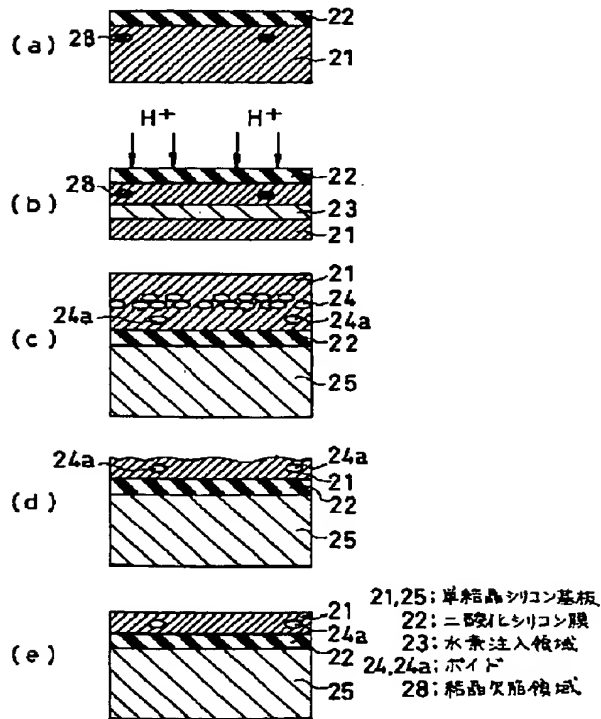 (a)
22
28
21
H+
H+
(b)
28
22
23
21
(c)
21
24
24a
24a
22
25
(d)
24a
24a
21
22
25
(e)
21
24a
22
25
21,25; 単結晶シリコン基板
22; 二酸化シリコン膜
23; 水素注入領域
24,24a; ボイド
28; 結晶欠陥領域